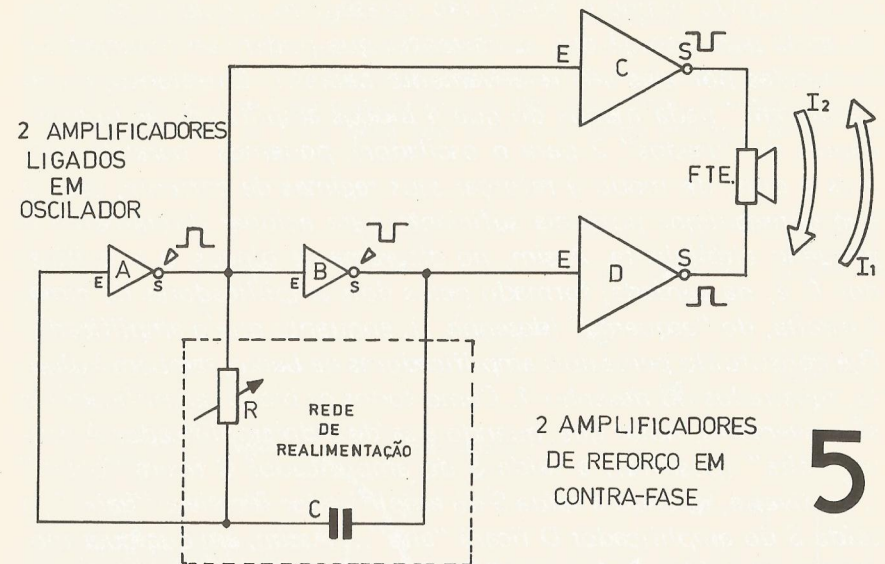 2 AMPLIFICADORES
LIGADOS
EM
OSCILADOR
E
C
S
FTE.
I2
I1
E
A
S
E
B
S
E
D
S
R
REDE
DE
REALIMENTAÇÃO
C
2 AMPLIFICADORES
DE REFORÇO EM
CONTRA-FASE
5